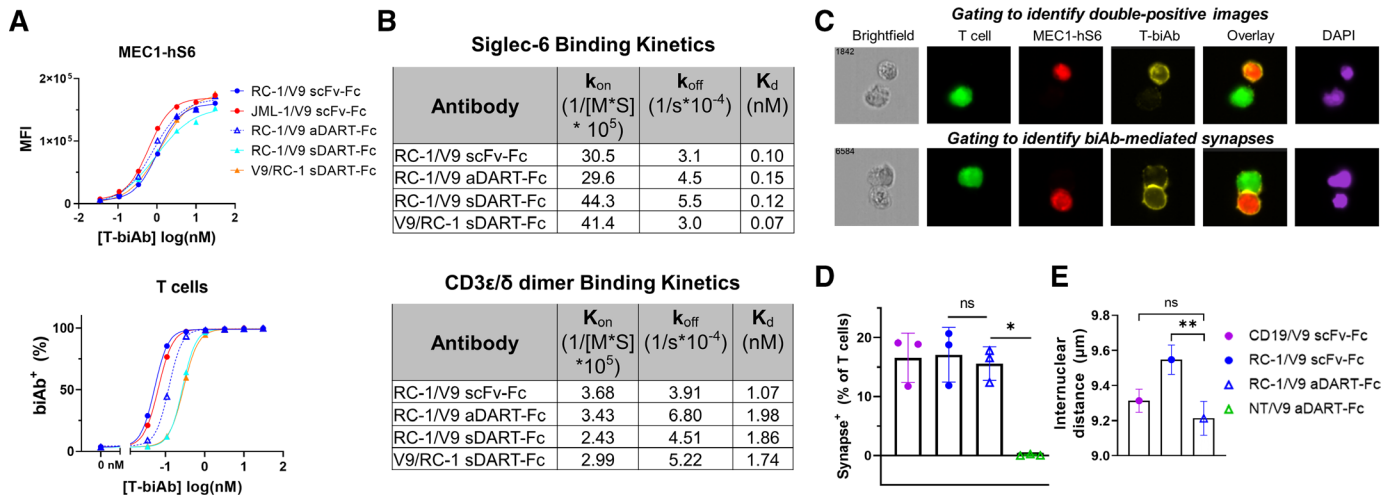 A
MEC1-hS6
2×10⁵
1×10⁵
0
MFI
-2
-1
0
1
2
[T-biAb] log(nM)
RC-1/V9 scFv-Fc
JML-1/V9 scFv-Fc
RC-1/V9 aDART-Fc
RC-1/V9 sDART-Fc
V9/RC-1 sDART-Fc
T cells
100
50
0
biAb⁺ (%)
0 nM
-1
0
1
2
[T-biAb] log(nM)
B
Siglec-6 Binding Kinetics
Antibody kon (1/[M*S] * 10⁵) koff (1/s*10⁻⁴) Kd (nM)
RC-1/V9 scFv-Fc 30.5 3.1 0.10
RC-1/V9 aDART-Fc 29.6 4.5 0.15
RC-1/V9 sDART-Fc 44.3 5.5 0.12
V9/RC-1 sDART-Fc 41.4 3.0 0.07
CD3ε/δ dimer Binding Kinetics
Antibody Kon (1/[M*S] *10⁵) koff (1/s*10⁻⁴) Kd (nM)
RC-1/V9 scFv-Fc 3.68 3.91 1.07
RC-1/V9 aDART-Fc 3.43 6.80 1.98
RC-1/V9 sDART-Fc 2.43 4.51 1.86
V9/RC-1 sDART-Fc 2.99 5.22 1.74
C
Gating to identify double-positive images
Brightfield T cell MEC1-hS6 T-biAb Overlay DAPI
1842
Gating to identify biAb-mediated synapses
6584
D
Synapse⁺ (% of T cells)
20
10
0
ns
*
E
Internuclear
distance (µm)
9.8
9.6
9.4
9.2
9.0
ns
**
CD19/V9 scFv-Fc
RC-1/V9 scFv-Fc
RC-1/V9 aDART-Fc
NT/V9 aDART-Fc